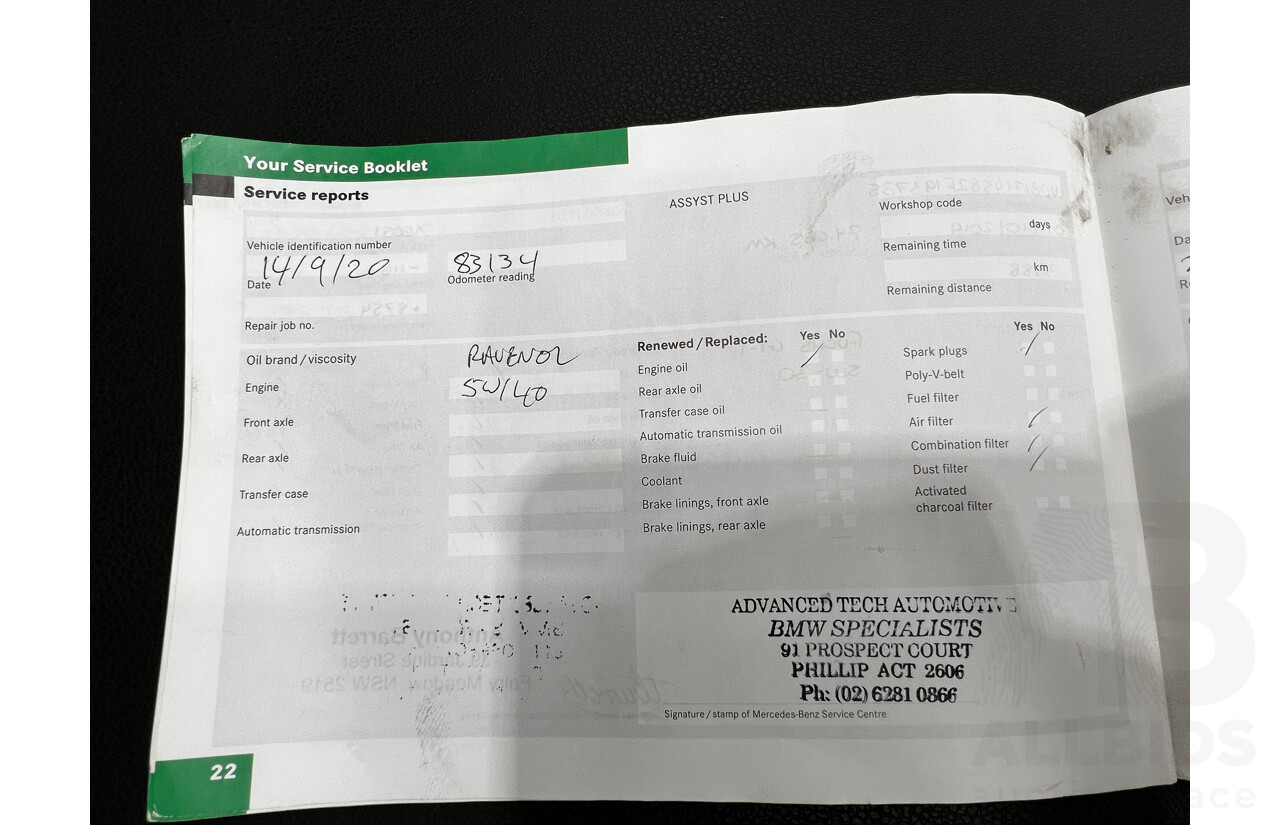 Your Service Booklet
Service reports
ASSYST PLUS
Workshop code
days
Vehicle identification number
Remaining time
14/9/20
83134
Date
Odometer reading
km
Remaining distance
Repair job no.
Oil brand / viscosity
RAVENOL
Engine
5W/40
Front axle
Rear axle
Transfer case
Automatic transmission
Renewed / Replaced:
Yes No
Engine oil
Rear axle oil
Transfer case oil
Automatic transmission oil
Brake fluid
Coolant
Brake linings, front axle
Brake linings, rear axle
Yes No
Spark plugs
Poly-V-belt
Fuel filter
Air filter
Combination filter
Dust filter
Activated
charcoal filter
ADVANCED TECH AUTOMOTIVE
BMW SPECIALISTS
91 PROSPECT COURT
PHILLIP ACT 2606
Ph: (02) 6281 0866
Signature / stamp of Mercedes-Benz Service Centre
22
Veh
Da
ALLBIDS